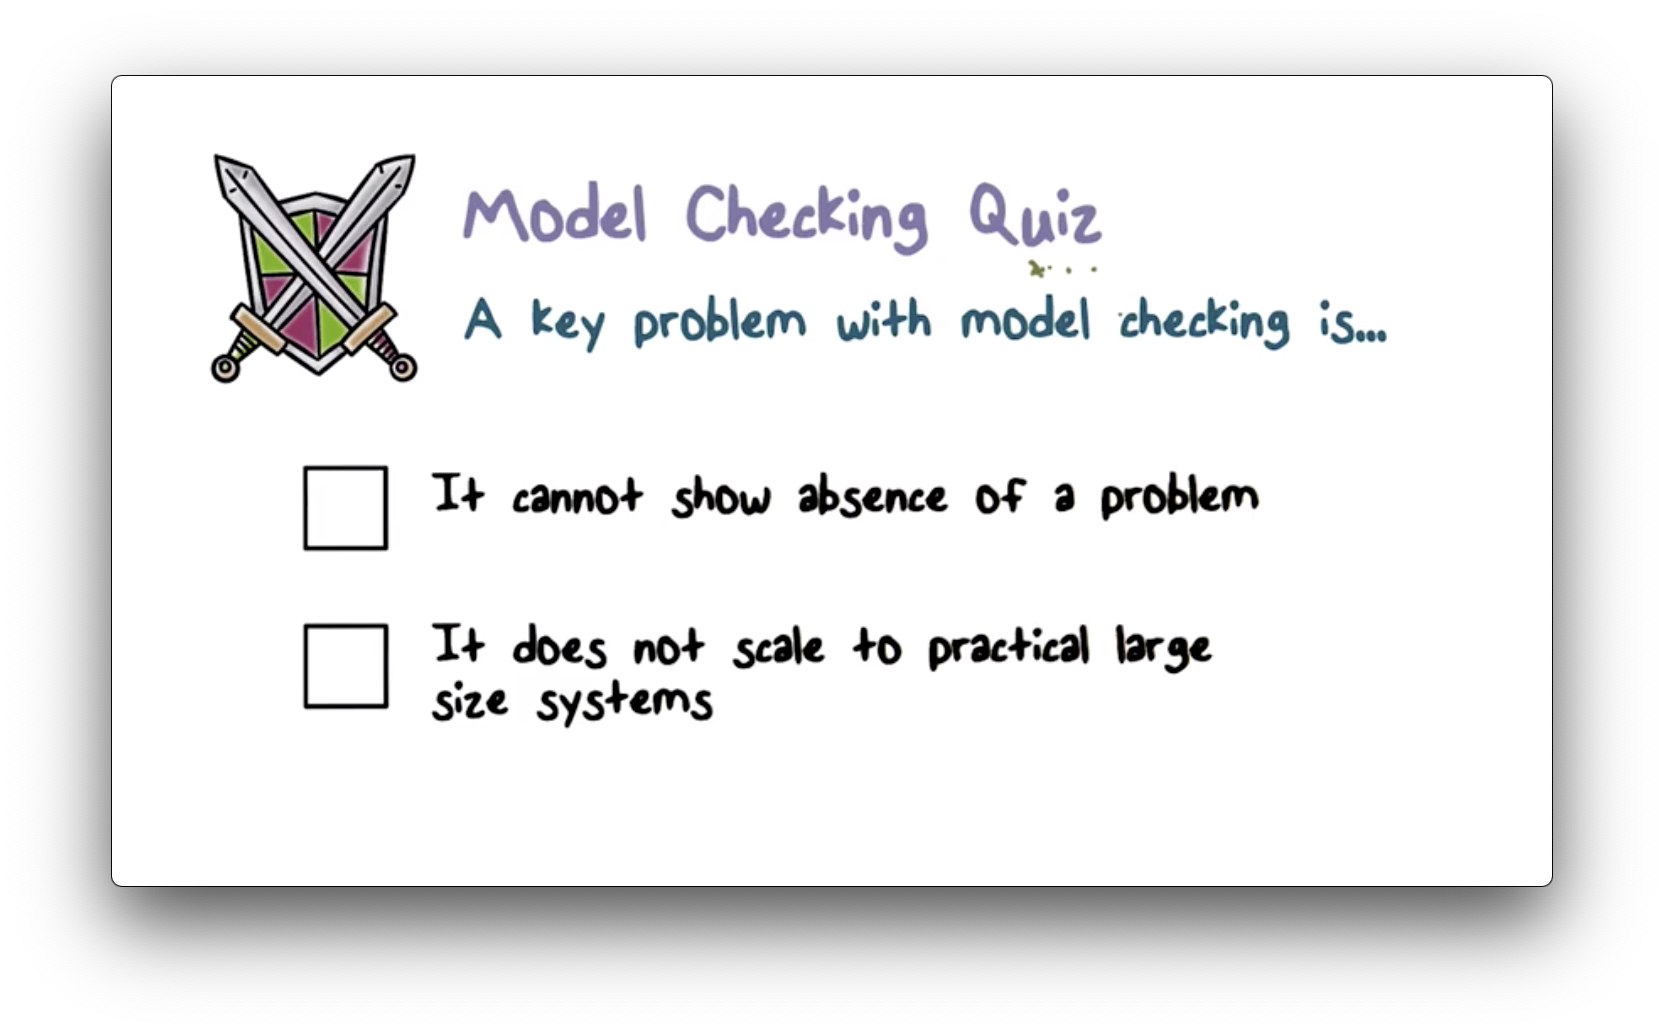 Model Checking Quiz
A key problem with model checking is...
It cannot show absence of a problem
It does not scale to practical large
size systems